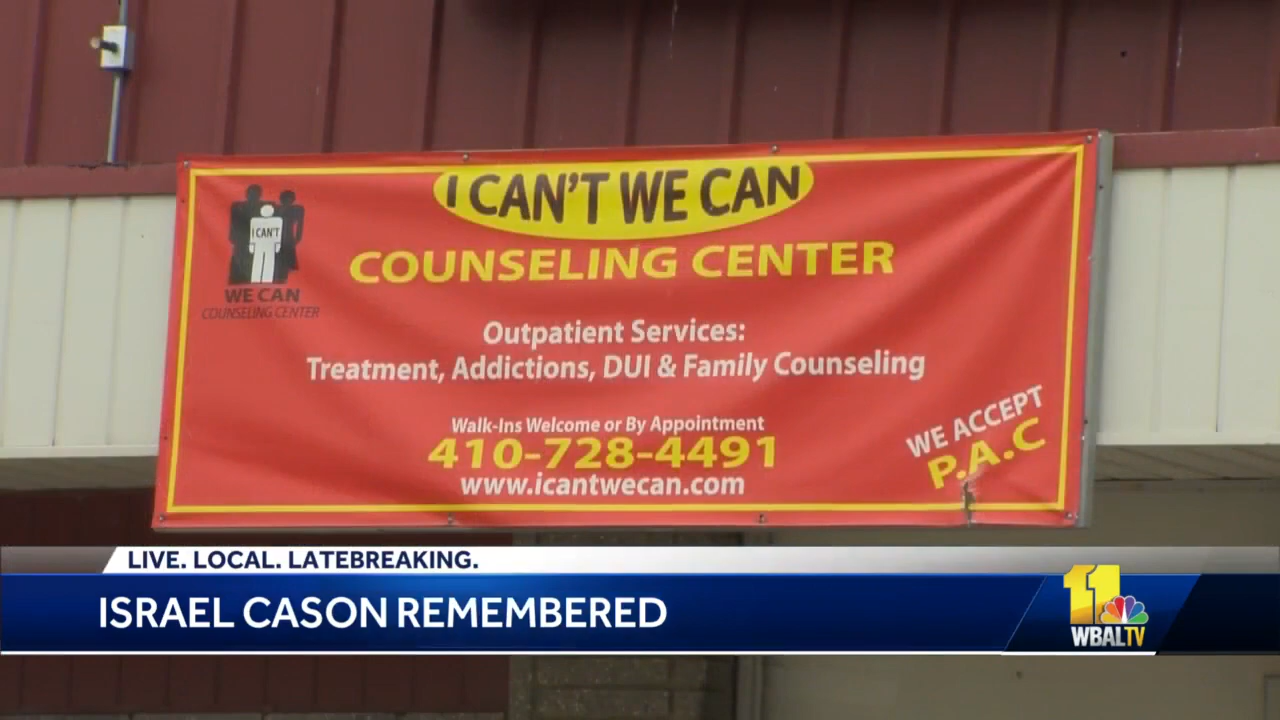 I CAN'T WE CAN
COUNSELING CENTER
I CAN'T
WE CAN
COUNSELING CENTER
Outpatient Services:
Treatment, Addictions, DUI & Family Counseling
Walk-Ins Welcome or By Appointment
410-728-4491
www.icantwecan.com
WE ACCEPT
P.A.C
LIVE. LOCAL. LATEBREAKING.
ISRAEL CASON REMEMBERED
11
WBALTV